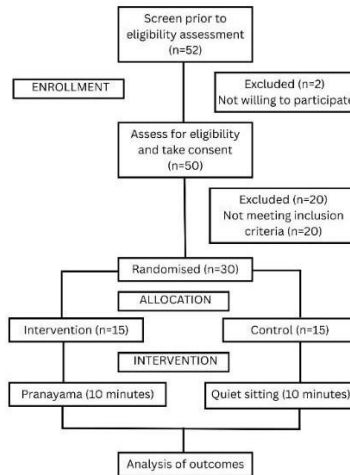 Screen prior to
eligibility assessment
(n=52)
ENROLLMENT
Excluded (n=2)
Not willing to participate
Assess for eligibility
and take consent
(n=50)
Excluded (n=20)
Not meeting inclusion
criteria (n=20)
Randomised (n=30)
ALLOCATION
Intervention (n=15)
Control (n=15)
INTERVENTION
Pranayama (10 minutes)
Quiet sitting (10 minutes)
Analysis of outcomes